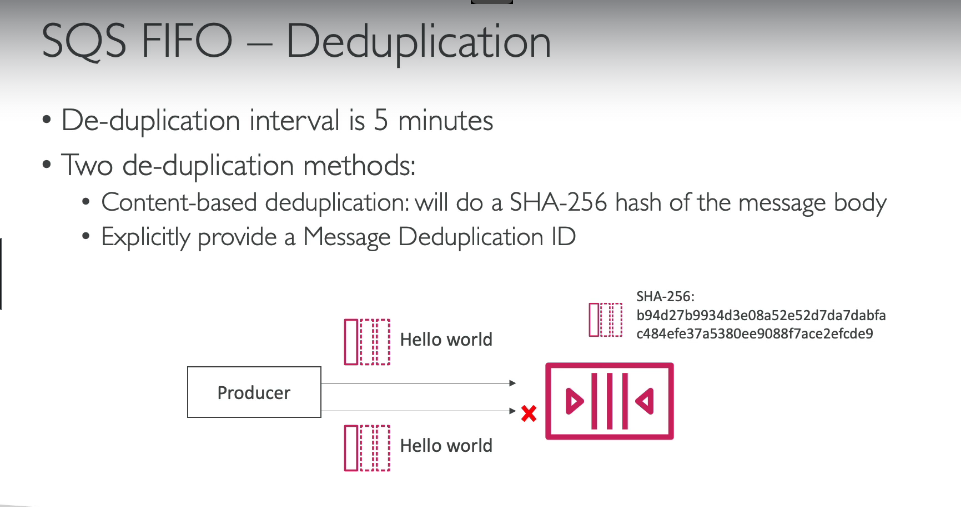 SQS FIFO – Deduplication
• De-duplication interval is 5 minutes
• Two de-duplication methods:
• Content-based deduplication: will do a SHA-256 hash of the message body
• Explicitly provide a Message Deduplication ID
SHA-256:
b94d27b9934d3e08a52e52d7da7dabfa
c484efe37a5380ee9088f7ace2efcde9
Hello world
Producer
Hello world